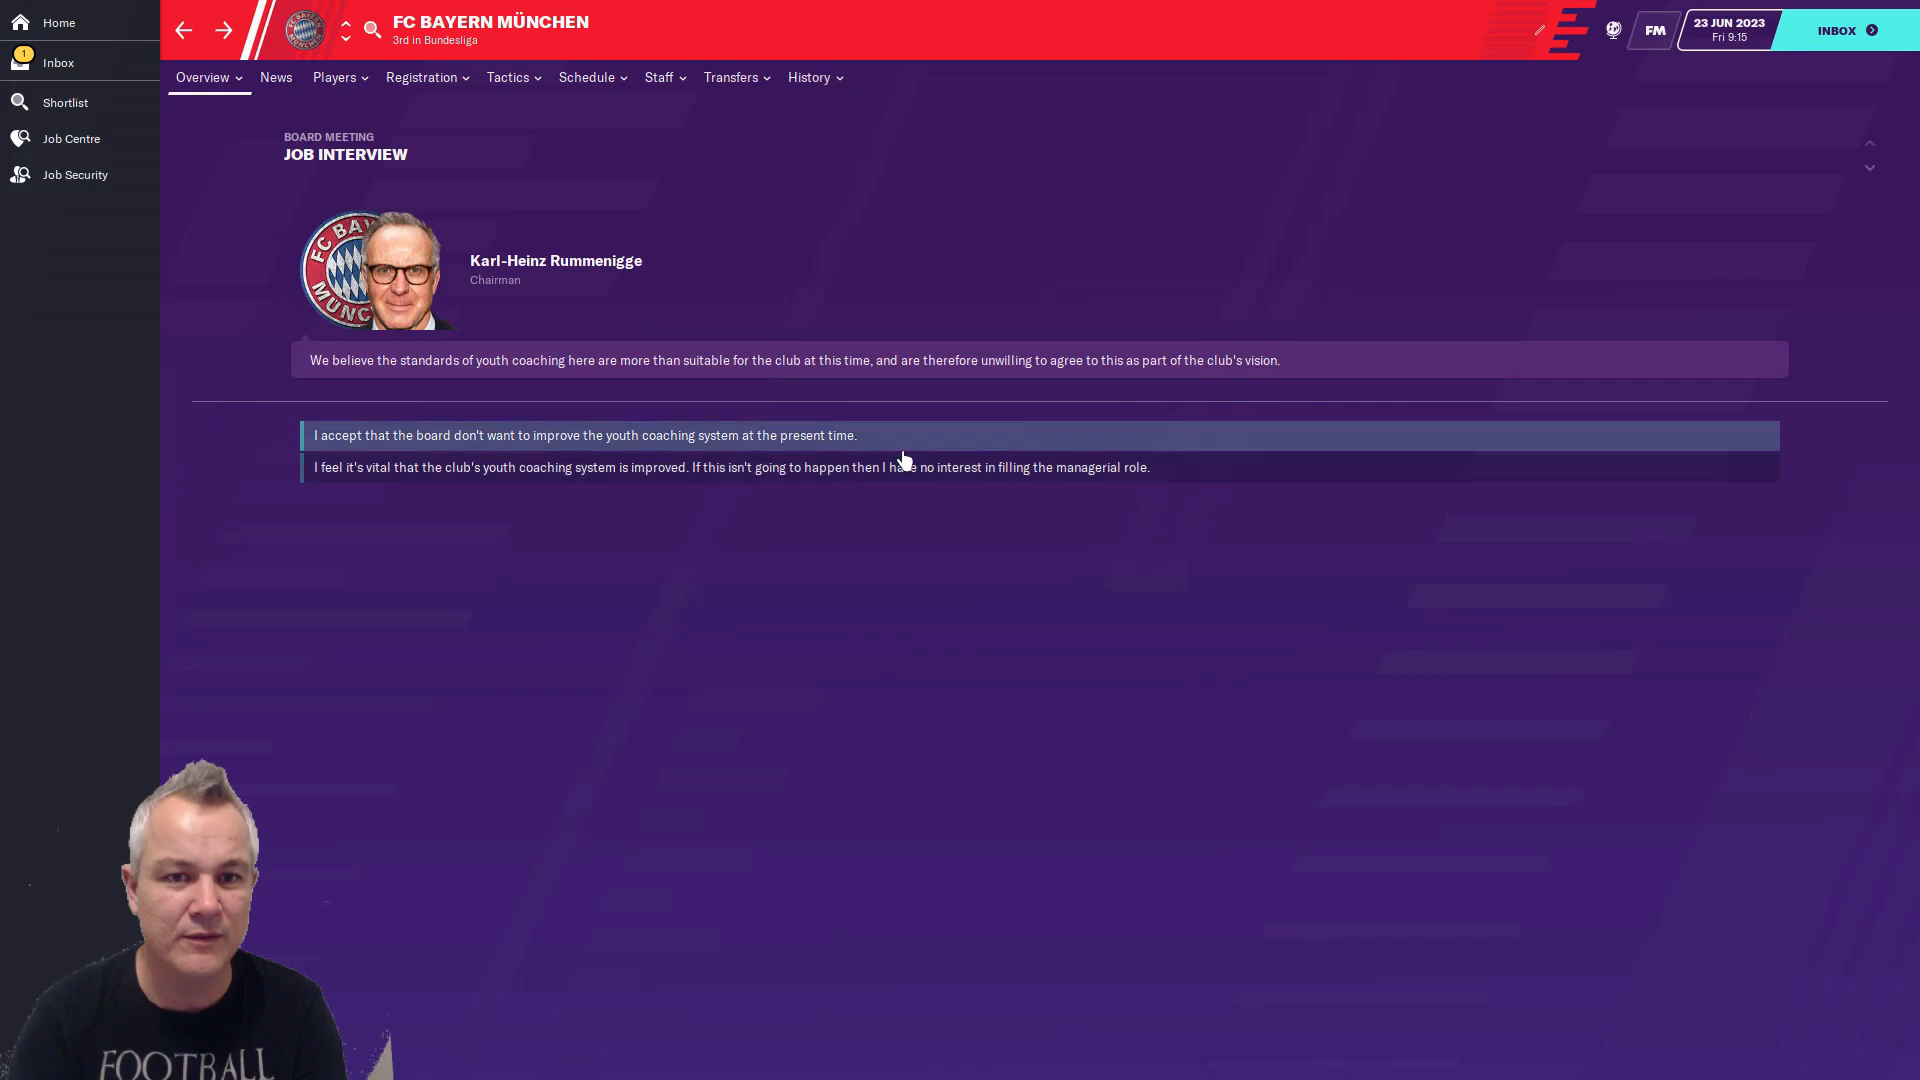 Home
1
Inbox
Shortlist
Job Centre
Job Security
FC BAYERN MÜNCHEN
3rd in Bundesliga
FM
23 JUN 2023
Fri 9:15
INBOX
Overview
News
Players
Registration
Tactics
Schedule
Staff
Transfers
History
BOARD MEETING
JOB INTERVIEW
FC BAY
MÜNC
Karl-Heinz Rummenigge
Chairman
We believe the standards of youth coaching here are more than suitable for the club at this time, and are therefore unwilling to agree to this as part of the club's vision.
I accept that the board don't want to improve the youth coaching system at the present time.
I feel it's vital that the club's youth coaching system is improved. If this isn't going to happen then I have no interest in filling the managerial role.
FOOTBALL